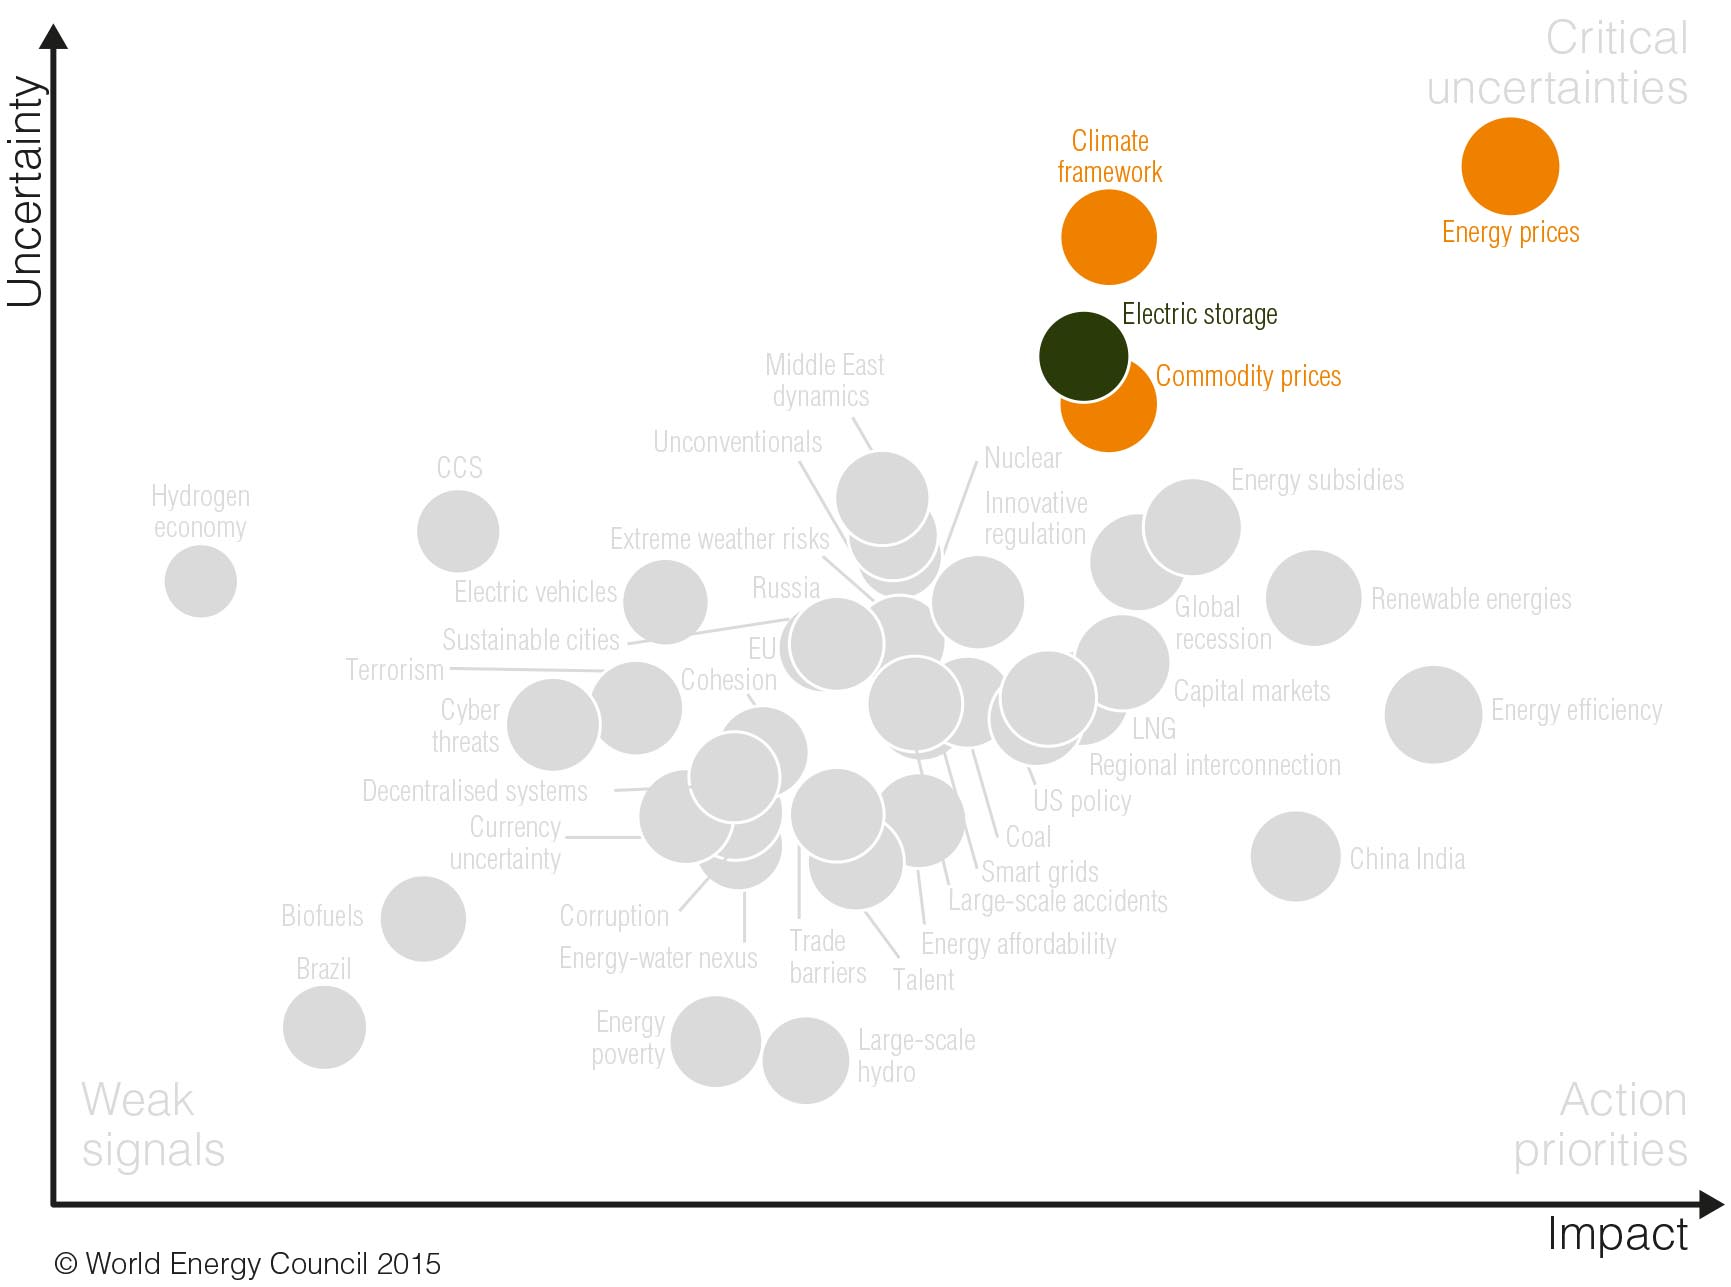 Critical
uncertainties
Uncertainty
Climate
framework
Energy prices
Electric storage
Middle East
dynamics
Commodity prices
Unconventionals
Nuclear
CCS
Energy subsidies
Hydrogen
economy
Innovative
regulation
Extreme weather risks
Russia
Electric vehicles
Renewable energies
Global
recession
Sustainable cities
EU
Cohesion
Terrorism
Capital markets
Cyber
threats
Energy efficiency
LNG
Regional interconnection
Decentralised systems
US policy
Currency
uncertainty
Coal
China India
Smart grids
Large-scale accidents
Biofuels
Corruption
Energy-water nexus
Trade
barriers
Energy affordability
Talent
Brazil
Energy
poverty
Large-scale
hydro
Weak
signals
Action
priorities
Impact
© World Energy Council 2015